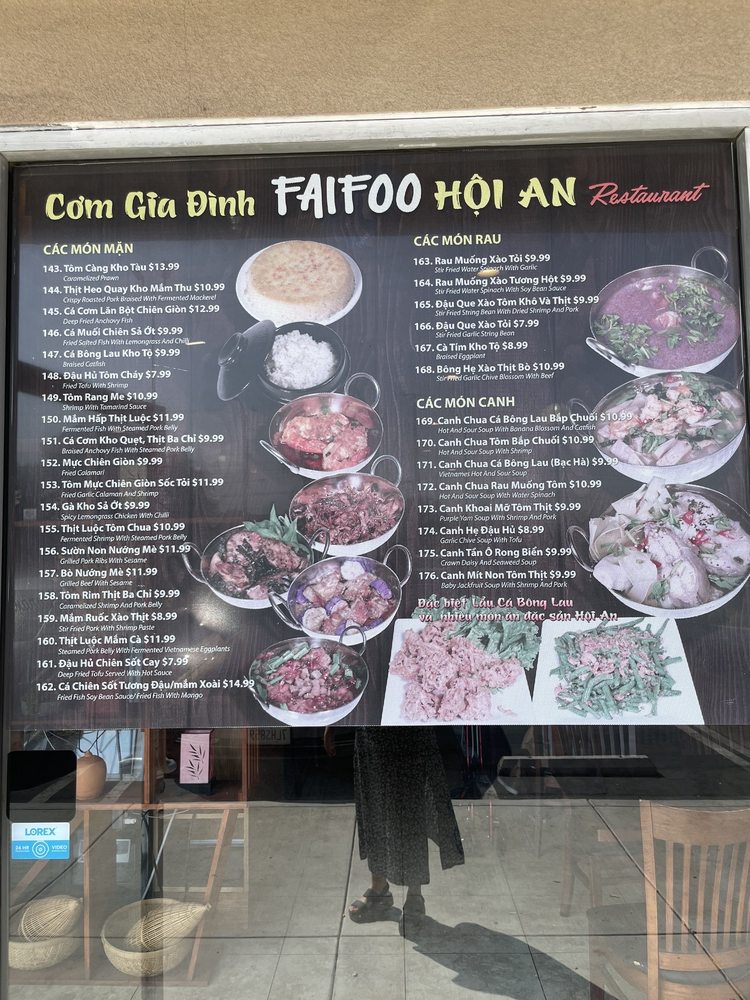 Cơm Gia Đình FAIFOO HỘI AN Restaurant
CÁC MÓN MẶN
143. Tôm Càng Kho Tàu $13.99
Caramelized Prawn
144. Thịt Heo Quay Kho Mắm Thu $10.99
Crispy Roasted Pork Braised With Fermented Mackerel
145. Cá Cơm Lăn Bột Chiên Giòn $12.99
Deep Fried Anchovy Fish
146. Cá Muối Chiên Sả Ớt $9.99
Fried Salted Fish With Lemongrass And Chili
147. Cá Bông Lau Kho Tộ $9.99
Braised Catfish
148. Đậu Hủ Tôm Cháy $7.99
Fried Tofu With Shrimp
149. Tôm Rang Me $10.99
Shrimp With Tamarind Sauce
150. Mắm Hấp Thịt Luộc $11.99
Fermented Fish With Steamed Pork Belly
151. Cá Cơm Kho Quẹt, Thịt Ba Chỉ $9.99
Braised Anchovy Fish With Steamed Pork Belly
152. Mực Chiên Giòn $9.99
Fried Calamari
153. Tôm Mực Chiên Giòn Sốc Tỏi $11.99
Fried Garlic Calaman And Shrimp
154. Gà Kho Sả Ớt $9.99
Spicy Lemongrass Chicken With Chilli
155. Thịt Luộc Tôm Chua $10.99
Fermented Shrimp With Steamed Pork Belly
156. Sườn Non Nướng Mè $11.99
Grilled Pork Ribs With Sesame
157. Bò Nướng Mè $11.99
Grilled Beef With Sesame
158. Tôm Rim Thịt Ba Chỉ $9.99
Caramelized Shrimp And Pork Belly
159. Mắm Ruốc Xào Thịt $8.99
Stir Fried Pork With Shrimp Paste
160. Thịt Luộc Mắm Cà $11.99
Steamed Pork Belly With Fermented Vietnamese Eggplants
161. Đậu Hủ Chiên Sốt Cay $7.99
Deep Fried Tofu Served With Hot Sauce
162. Cá Chiên Sốt Tương Đậu/mắm Xoài $14.99
Fried Fish Soy Bean Sauce/ Fried Fish With Mango
CÁC MÓN RAU
163. Rau Muống Xào Tỏi $9.99
Stir Fried Water Spinach With Garlic
164. Rau Muống Xào Tương Hột $9.99
Stir Fried Water Spinach With Soy Bean Sauce
165. Đậu Que Xào Tôm Khô Và Thịt $9.99
Stir Fried String Bean With Dried Shrimp And Pork
166. Đậu Que Xào Tỏi $7.99
Stir Fried Garlic String Bean
167. Cà Tím Kho Tộ $8.99
Braised Eggplant
168. Bông Hẹ Xào Thịt Bò $10.99
Stir Fried Garlic Chive Blossom With Beef
CÁC MÓN CANH
169. Canh Chua Cá Bông Lau Bắp Chuối $10.99
Hot And Sour Soup With Banana Blossom And Catfish
170. Canh Chua Tôm Bắp Chuối $10.99
Hot And Sour Soup With Shrimp
171. Canh Chua Cá Bông Lau (Bạc Hà) $9.99
Vietnames Hot And Sour Soup
172. Canh Chua Rau Muống Tôm $10.99
Hot And Sour Soup With Water Spinach
173. Canh Khoai Mỡ Tôm Thịt $9.99
Purple Yam Soup With Shrimp And Pork
174. Canh Hẹ Đậu Hủ $8.99
Garlic Chive Soup With Tofu
175. Canh Tần Ô Rong Biển $9.99
Crawn Daisy And Senweed Soup
176. Canh Mít Non Tôm Thịt $9.99
Baby Jackfruit Soup With Shrimp And Pork
Đặc biệt Lẩu Cá Bông Lau
và nhiều món ăn đặc sản Hội An
LOREX
24 HR VIDEO